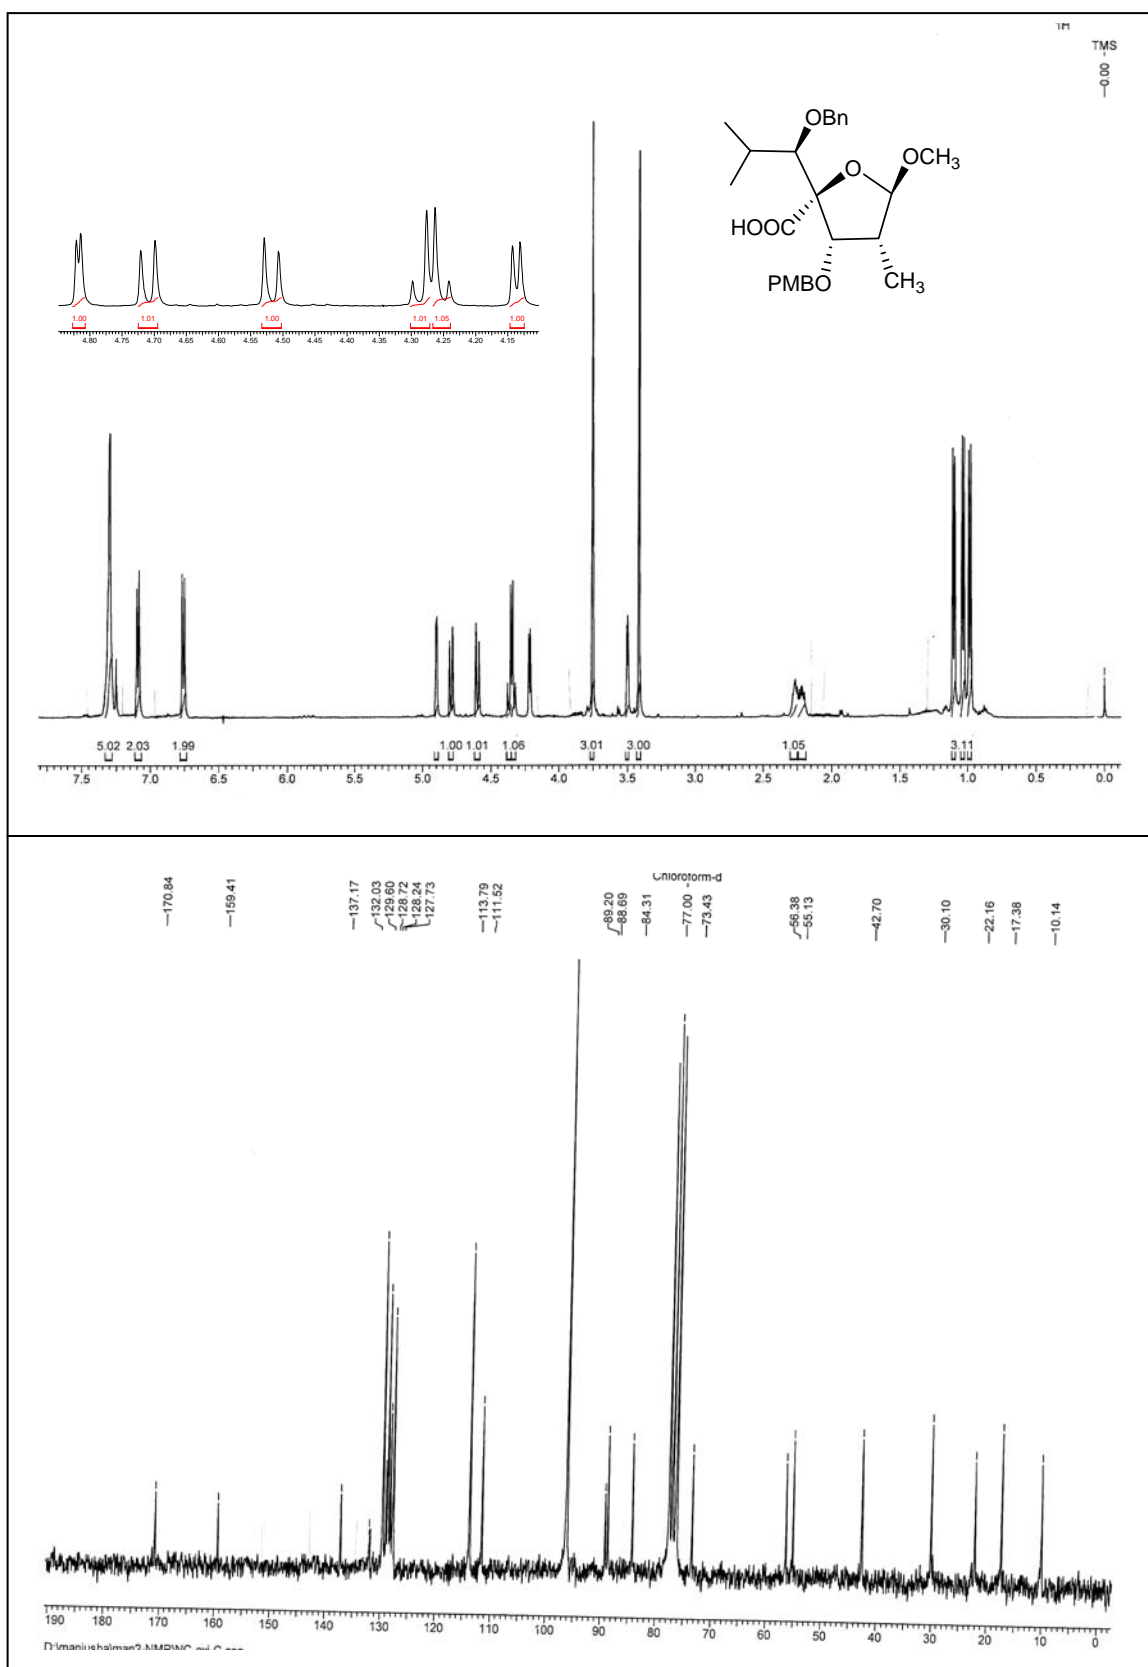 1H
TMS
0.00
OBn
O
OCH3
HOOC
PMBO
CH3
1.00 1.01 1.00 1.01 1.05 1.00
4.80 4.75 4.70 4.65 4.60 4.55 4.50 4.45 4.40 4.35 4.30 4.25 4.20 4.15
5.02 2.03 1.99 1.00 1.01 1.06 3.01 3.00 1.05 3.11
7.5 7.0 6.5 6.0 5.5 5.0 4.5 4.0 3.5 3.0 2.5 2.0 1.5 1.0 0.5 0.0
Chloroform-d
170.84 159.41 137.17 132.03 129.60 128.72 128.24 127.73 113.79 111.52 89.20 88.69 84.31 77.00 73.43 56.38 55.13 42.70 30.10 22.16 17.38 10.14
190 180 170 160 150 140 130 120 110 100 90 80 70 60 50 40 30 20 10 0